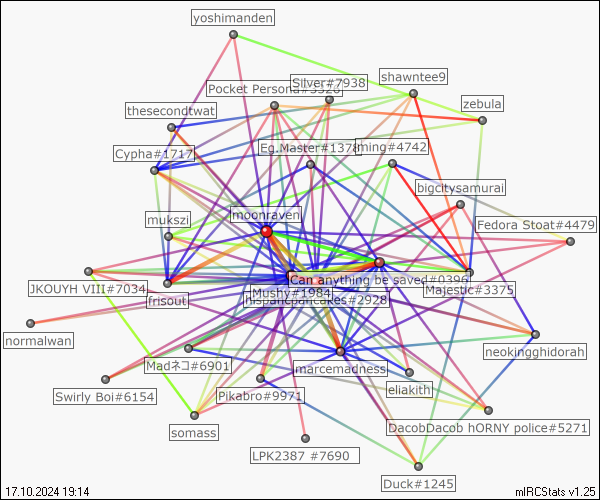 yoshimanden
Silver#7938
shawntee9
Pocket Persona#5526
zebula
thesecondtwat
Eg.Master#1378
ming#4742
Cypha#1717
bigcitysamurai
moonraven
mukszi
Fedora Stoat#4479
Can anything be saved#0396
JKOUYH VIII#7034
Majestic#3375
Mushy#1984
frisout
hispanicpancakes#2928
normalwan
neokingghidorah
Madネコ#6901
marcemadness
eliakith
Swirly Boi#6154
Pikabro#9971
DacobDacob hORNY police#5271
somass
LPK2387 #7690
Duck#1245
17.10.2024 19:14
mIRCStats v1.25